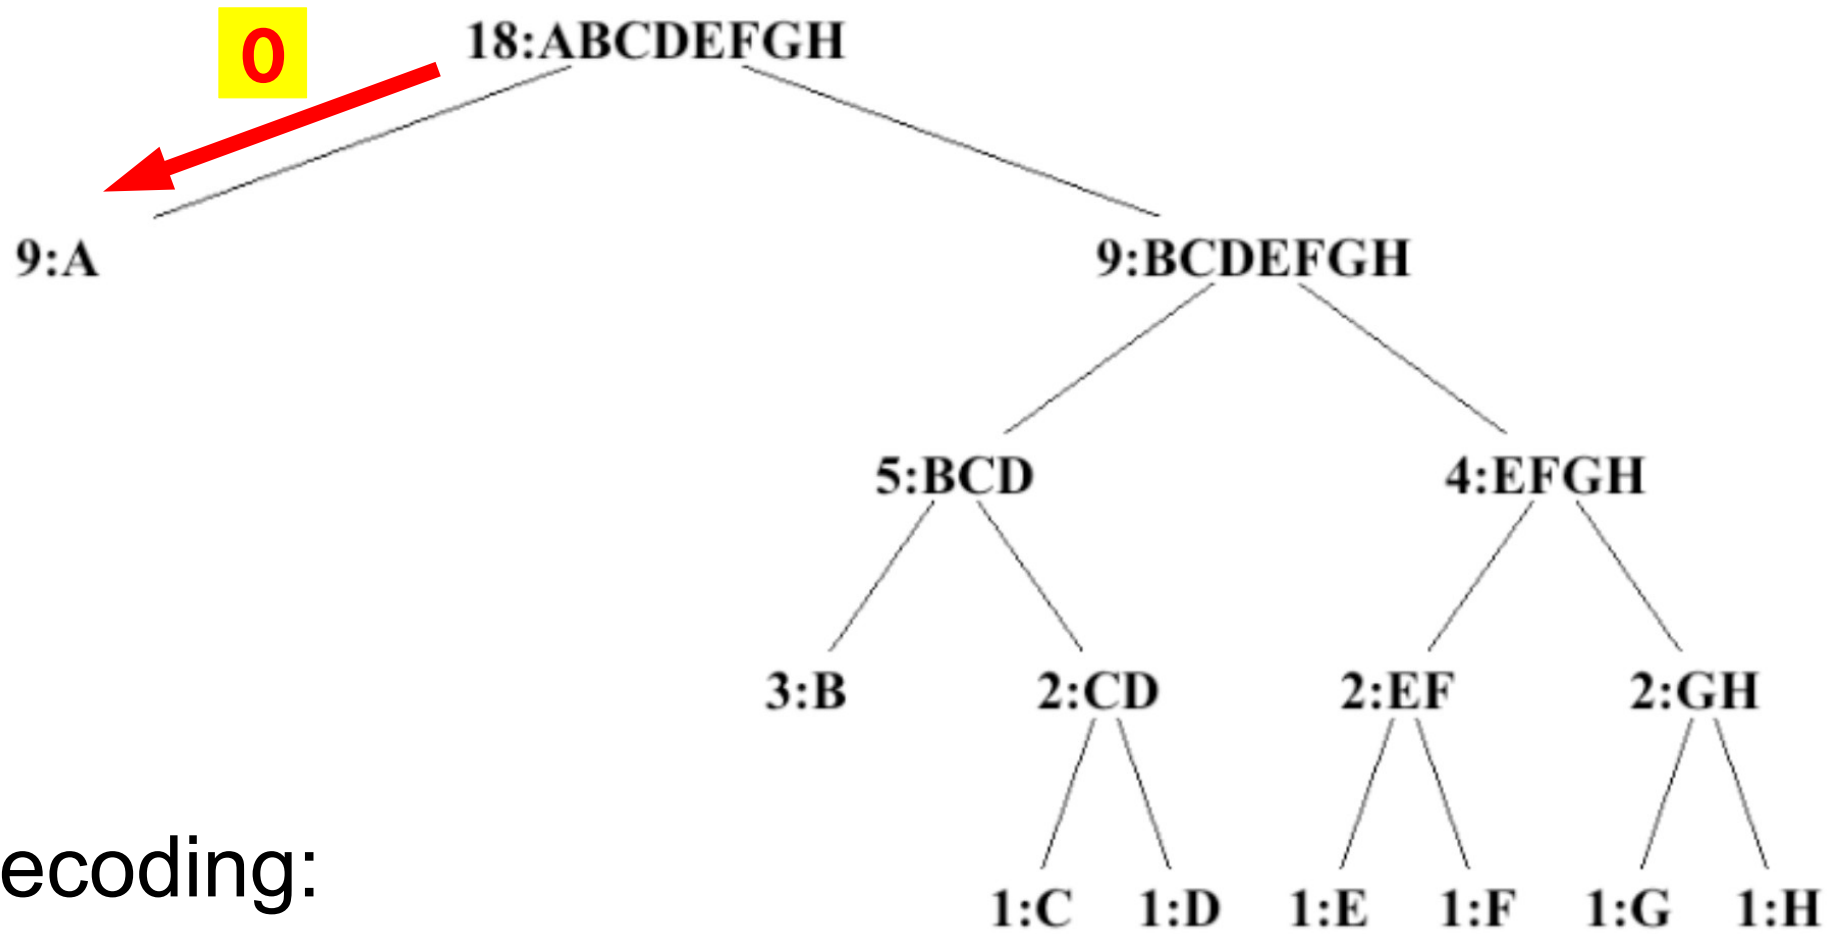 0
18:ABCDEFGH
9:A 9:BCDEFGH
5:BCD 4:EFGH
3:B 2:CD 2:EF 2:GH
ecoding:
1:C 1:D 1:E 1:F 1:G 1:H